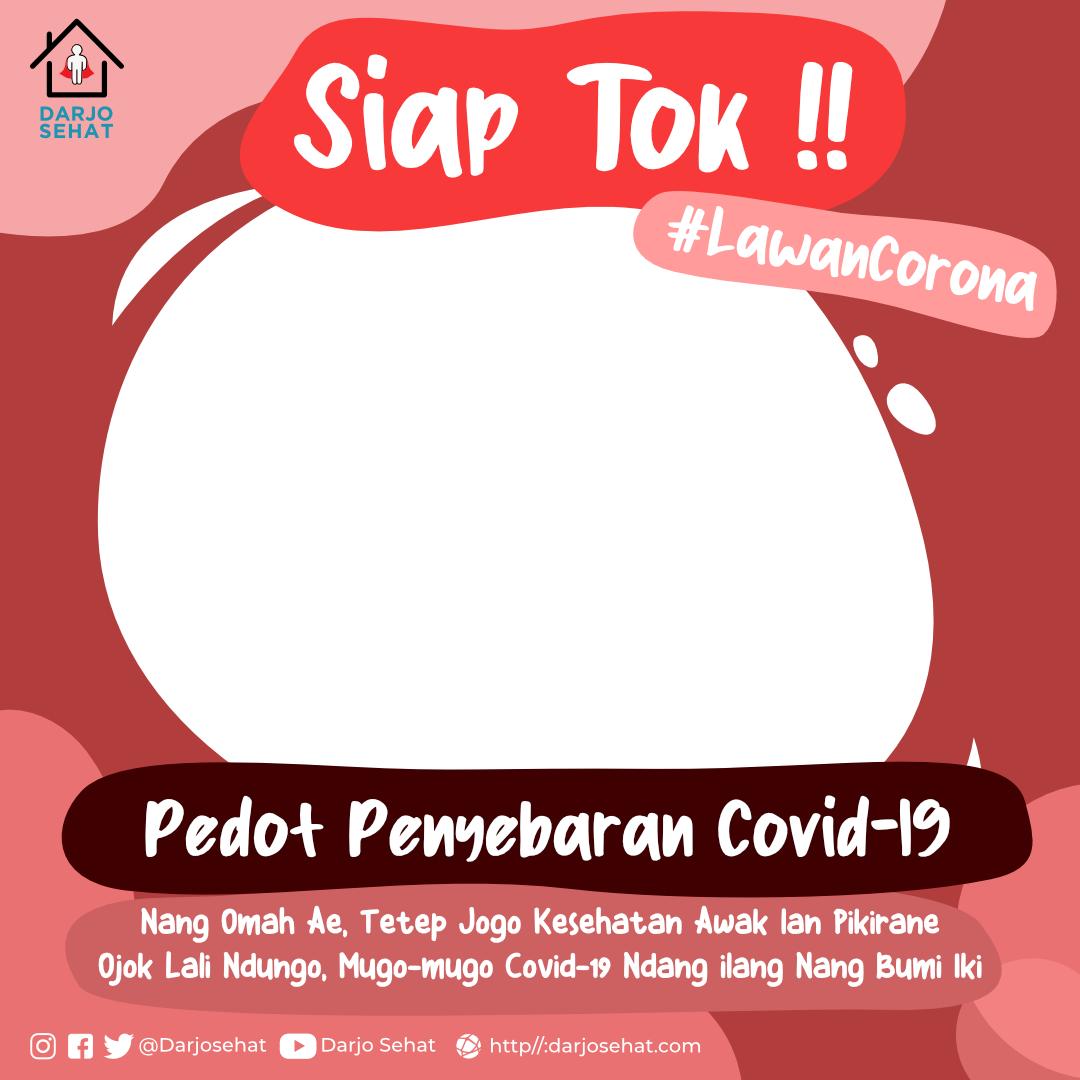 DARJO
SEHAT
Siap Tok !!
#LawanCorona
Pedot Penyebaran Covid-19
Nang Omah Ae, Tetep Jogo Kesehatan Awak lan Pikirane
Ojok Lali Ndungo, Mugo-mugo Covid-19 Ndang ilang Nang Bumi Iki
@Darjosehat Darjo Sehat http//:darjosehat.com